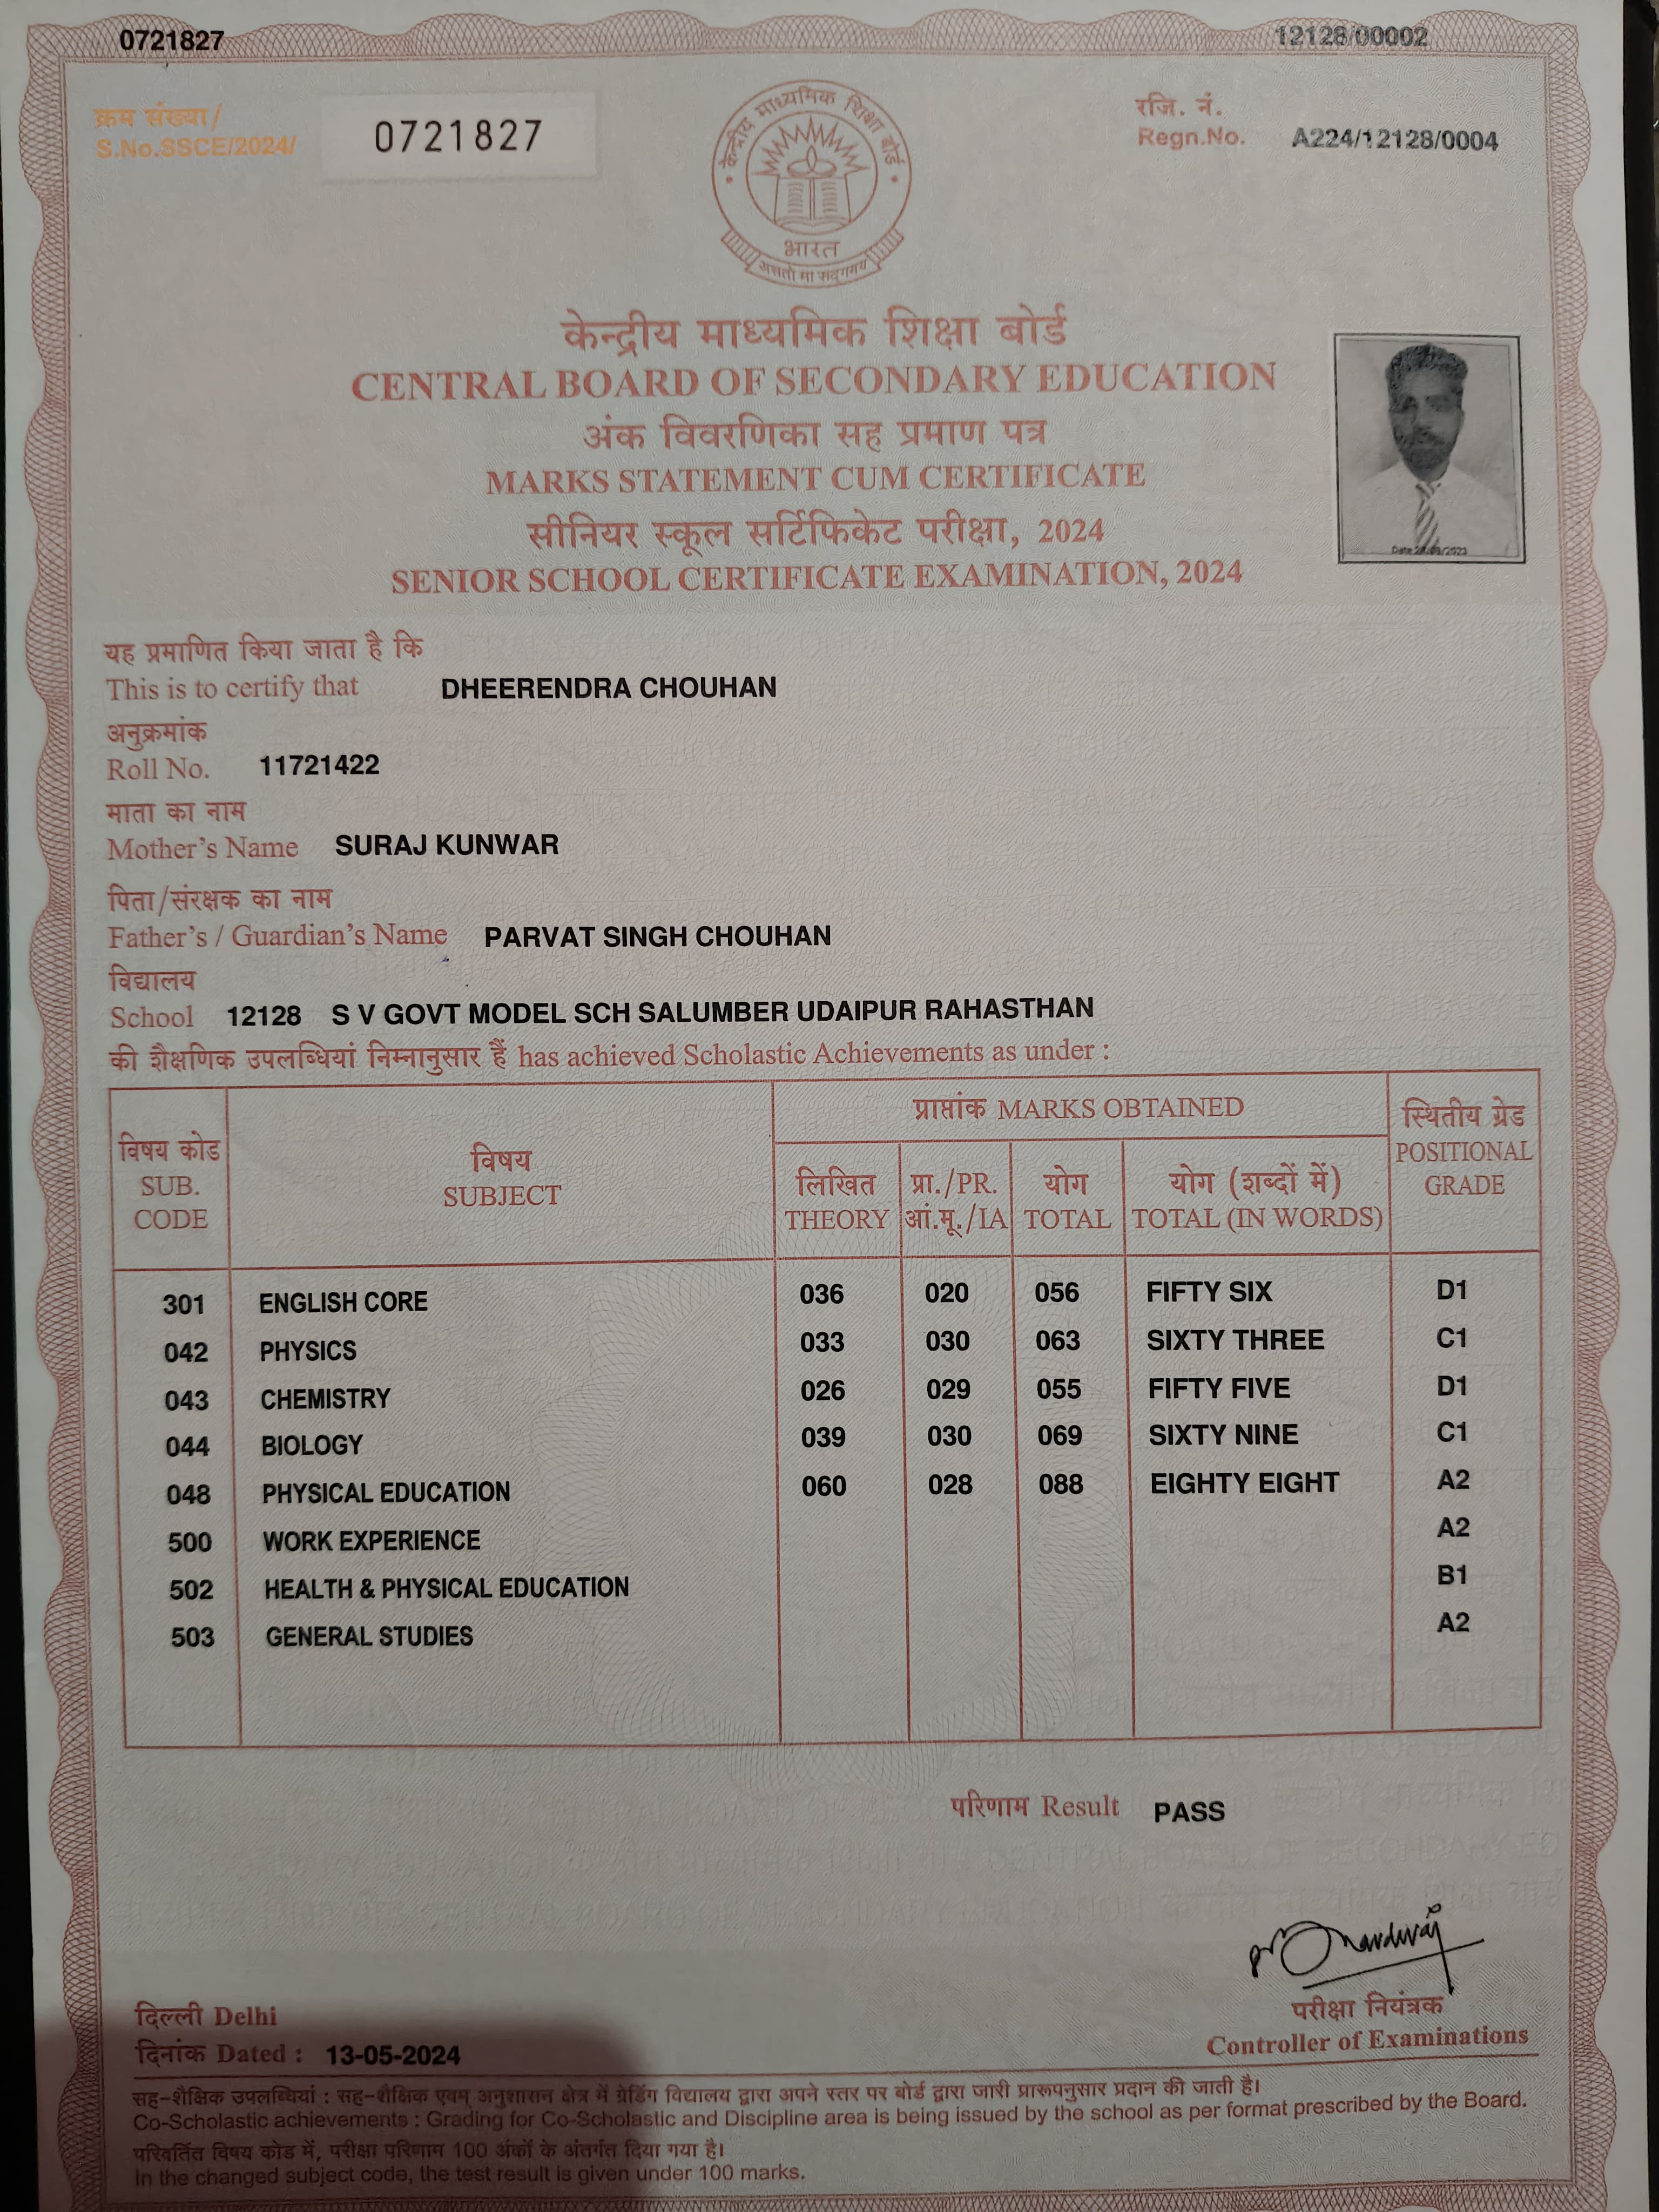 0721827 12128/00002
क्रम संख्या/
S.No.SSCE/2024/ 0721827
रजि. नं.
Regn.No. A224/12128/0004
केन्द्रीय माध्यमिक शिक्षा बोर्ड
भारत
असतो मा सद्गमय
केन्द्रीय माध्यमिक शिक्षा बोर्ड
CENTRAL BOARD OF SECONDARY EDUCATION
अंक विवरणिका सह प्रमाण पत्र
MARKS STATEMENT CUM CERTIFICATE
सीनियर स्कूल सर्टिफिकेट परीक्षा, 2024
SENIOR SCHOOL CERTIFICATE EXAMINATION, 2024
यह प्रमाणित किया जाता है कि
This is to certify that DHEERENDRA CHOUHAN
अनुक्रमांक
Roll No. 11721422
माता का नाम
Mother's Name SURAJ KUNWAR
पिता/संरक्षक का नाम
Father's / Guardian's Name PARVAT SINGH CHOUHAN
विद्यालय
School 12128 S V GOVT MODEL SCH SALUMBER UDAIPUR RAHASTHAN
की शैक्षणिक उपलब्धियां निम्नानुसार हैं has achieved Scholastic Achievements as under :
विषय कोड
SUB.
CODE
विषय
SUBJECT
प्राप्तांक MARKS OBTAINED
लिखित
THEORY
प्रा./PR.
आं.मू./IA
योग
TOTAL
योग (शब्दों में)
TOTAL (IN WORDS)
स्थितीय ग्रेड
POSITIONAL
GRADE
301 ENGLISH CORE 036 020 056 FIFTY SIX D1
042 PHYSICS 033 030 063 SIXTY THREE C1
043 CHEMISTRY 026 029 055 FIFTY FIVE D1
044 BIOLOGY 039 030 069 SIXTY NINE C1
048 PHYSICAL EDUCATION 060 028 088 EIGHTY EIGHT A2
500 WORK EXPERIENCE A2
502 HEALTH & PHYSICAL EDUCATION B1
503 GENERAL STUDIES A2
परिणाम Result PASS
दिल्ली Delhi
दिनांक Dated : 13-05-2024
परीक्षा नियंत्रक
Controller of Examinations
सह-शैक्षिक उपलब्धियां : सह-शैक्षिक एवम् अनुशासन क्षेत्र में ग्रेडिंग विद्यालय द्वारा अपने स्तर पर बोर्ड द्वारा जारी प्रारूपनुसार प्रदान की जाती है।
Co-Scholastic achievements : Grading for Co-Scholastic and Discipline area is being issued by the school as per format prescribed by the Board.
परिवर्तित विषय कोड में, परीक्षा परिणाम 100 अंकों के अंतर्गत दिया गया है।
In the changed subject code, the test result is given under 100 marks.